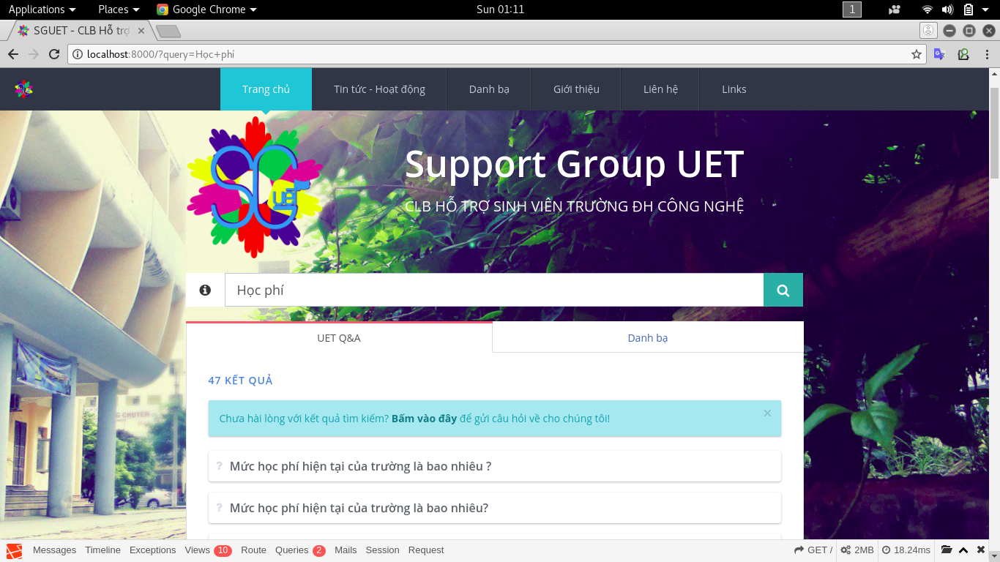 Applications Places Google Chrome Sun 01:11 1
SGUET - CLB Hỗ trợ
localhost:8000/?query=Học+phí
Trang chủ Tin tức - Hoạt động Danh bạ Giới thiệu Liên hệ Links
UET
Support Group UET
CLB HỖ TRỢ SINH VIÊN TRƯỜNG ĐH CÔNG NGHỆ
Học phí
UET Q&A Danh bạ
47 KẾT QUẢ
Chưa hài lòng với kết quả tìm kiếm? Bấm vào đây để gửi câu hỏi về cho chúng tôi! ×
? Mức học phí hiện tại của trường là bao nhiêu ?
? Mức học phí hiện tại của trường là bao nhiêu?
Messages Timeline Exceptions Views 10 Route Queries 2 Mails Session Request GET / 2MB 18.24ms